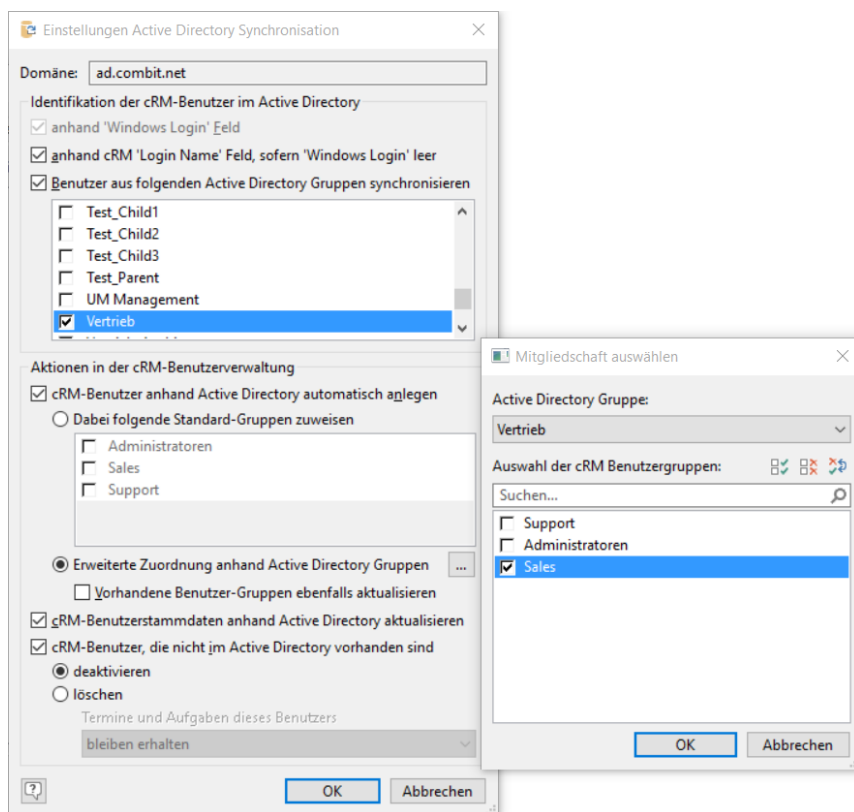 Einstellungen Active Directory Synchronisation
Domäne: ad.combit.net
Identifikation der cRM-Benutzer im Active Directory
anhand 'Windows Login' Feld
anhand cRM 'Login Name' Feld, sofern 'Windows Login' leer
Benutzer aus folgenden Active Directory Gruppen synchronisieren
Test_Child1
Test_Child2
Test_Child3
Test_Parent
UM Management
Vertrieb
Aktionen in der cRM-Benutzerverwaltung
cRM-Benutzer anhand Active Directory automatisch anlegen
Dabei folgende Standard-Gruppen zuweisen
Administratoren
Sales
Support
Erweiterte Zuordnung anhand Active Directory Gruppen ...
Vorhandene Benutzer-Gruppen ebenfalls aktualisieren
cRM-Benutzerstammdaten anhand Active Directory aktualisieren
cRM-Benutzer, die nicht im Active Directory vorhanden sind
deaktivieren
löschen
Termine und Aufgaben dieses Benutzers
bleiben erhalten
? OK Abbrechen
Mitgliedschaft auswählen
Active Directory Gruppe:
Vertrieb
Auswahl der cRM Benutzergruppen:
Suchen...
Support
Administratoren
Sales
OK Abbrechen